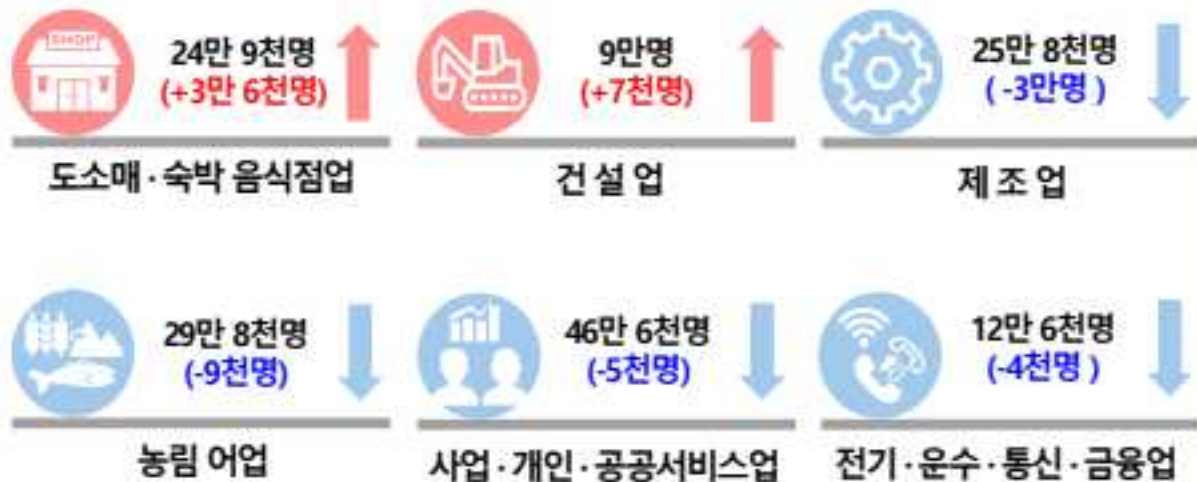 SHOP
24만 9천명
(+3만 6천명)
도소매·숙박 음식점업
9만명
(+7천명)
건 설 업
25만 8천명
( -3만명 )
제 조 업
29만 8천명
(-9천명)
농림 어업
46만 6천명
(-5천명)
사업·개인·공공서비스업
12만 6천명
(-4천명 )
전기·운수·통신·금융업